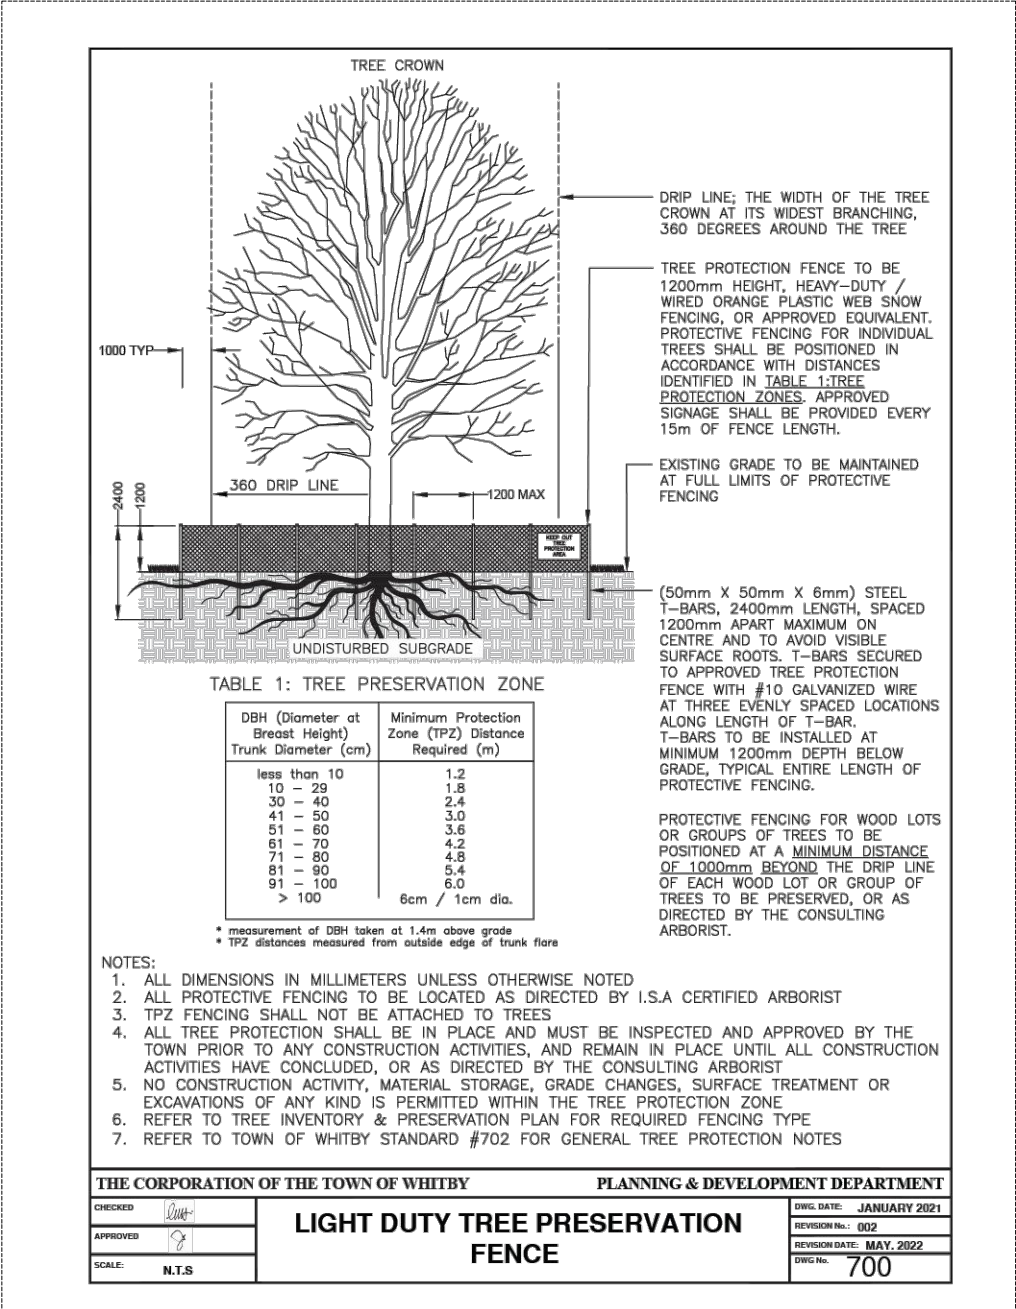 TREE CROWN
DRIP LINE; THE WIDTH OF THE TREE
CROWN AT ITS WIDEST BRANCHING,
360 DEGREES AROUND THE TREE
TREE PROTECTION FENCE TO BE
1200mm HEIGHT, HEAVY-DUTY /
WIRED ORANGE PLASTIC WEB SNOW
FENCING, OR APPROVED EQUIVALENT.
PROTECTIVE FENCING FOR INDIVIDUAL
TREES SHALL BE POSITIONED IN
ACCORDANCE WITH DISTANCES
IDENTIFIED IN TABLE 1:TREE
PROTECTION ZONES. APPROVED
SIGNAGE SHALL BE PROVIDED EVERY
15m OF FENCE LENGTH.
1000 TYP
EXISTING GRADE TO BE MAINTAINED
AT FULL LIMITS OF PROTECTIVE
FENCING
360 DRIP LINE
1200 MAX
2400
1200
KEEP OUT
TREE
PROTECTION
AREA
(50mm X 50mm X 6mm) STEEL
T-BARS, 2400mm LENGTH, SPACED
1200mm APART MAXIMUM ON
CENTRE AND TO AVOID VISIBLE
SURFACE ROOTS. T-BARS SECURED
TO APPROVED TREE PROTECTION
FENCE WITH #10 GALVANIZED WIRE
AT THREE EVENLY SPACED LOCATIONS
ALONG LENGTH OF T-BAR.
T-BARS TO BE INSTALLED AT
MINIMUM 1200mm DEPTH BELOW
GRADE, TYPICAL ENTIRE LENGTH OF
PROTECTIVE FENCING.
UNDISTURBED SUBGRADE
PROTECTIVE FENCING FOR WOOD LOTS
OR GROUPS OF TREES TO BE
POSITIONED AT A MINIMUM DISTANCE
OF 1000mm BEYOND THE DRIP LINE
OF EACH WOOD LOT OR GROUP OF
TREES TO BE PRESERVED, OR AS
DIRECTED BY THE CONSULTING
ARBORIST.
TABLE 1: TREE PRESERVATION ZONE
DBH (Diameter at Breast Height) Trunk Diameter (cm) Minimum Protection Zone (TPZ) Distance Required (m)
less than 10 1.2
10 - 29 1.8
30 - 40 2.4
41 - 50 3.0
51 - 60 3.6
61 - 70 4.2
71 - 80 4.8
81 - 90 5.4
91 - 100 6.0
> 100 6cm / 1cm dia.
* measurement of DBH taken at 1.4m above grade
* TPZ distances measured from outside edge of trunk flare
NOTES:
1. ALL DIMENSIONS IN MILLIMETERS UNLESS OTHERWISE NOTED
2. ALL PROTECTIVE FENCING TO BE LOCATED AS DIRECTED BY I.S.A CERTIFIED ARBORIST
3. TPZ FENCING SHALL NOT BE ATTACHED TO TREES
4. ALL TREE PROTECTION SHALL BE IN PLACE AND MUST BE INSPECTED AND APPROVED BY THE
TOWN PRIOR TO ANY CONSTRUCTION ACTIVITIES, AND REMAIN IN PLACE UNTIL ALL CONSTRUCTION
ACTIVITIES HAVE CONCLUDED, OR AS DIRECTED BY THE CONSULTING ARBORIST
5. NO CONSTRUCTION ACTIVITY, MATERIAL STORAGE, GRADE CHANGES, SURFACE TREATMENT OR
EXCAVATIONS OF ANY KIND IS PERMITTED WITHIN THE TREE PROTECTION ZONE
6. REFER TO TREE INVENTORY & PRESERVATION PLAN FOR REQUIRED FENCING TYPE
7. REFER TO TOWN OF WHITBY STANDARD #702 FOR GENERAL TREE PROTECTION NOTES
THE CORPORATION OF THE TOWN OF WHITBY PLANNING & DEVELOPMENT DEPARTMENT
CHECKED
APPROVED
SCALE: N.T.S
LIGHT DUTY TREE PRESERVATION
FENCE
DWG. DATE: JANUARY 2021
REVISION No.: 002
REVISION DATE: MAY. 2022
DWG No. 700